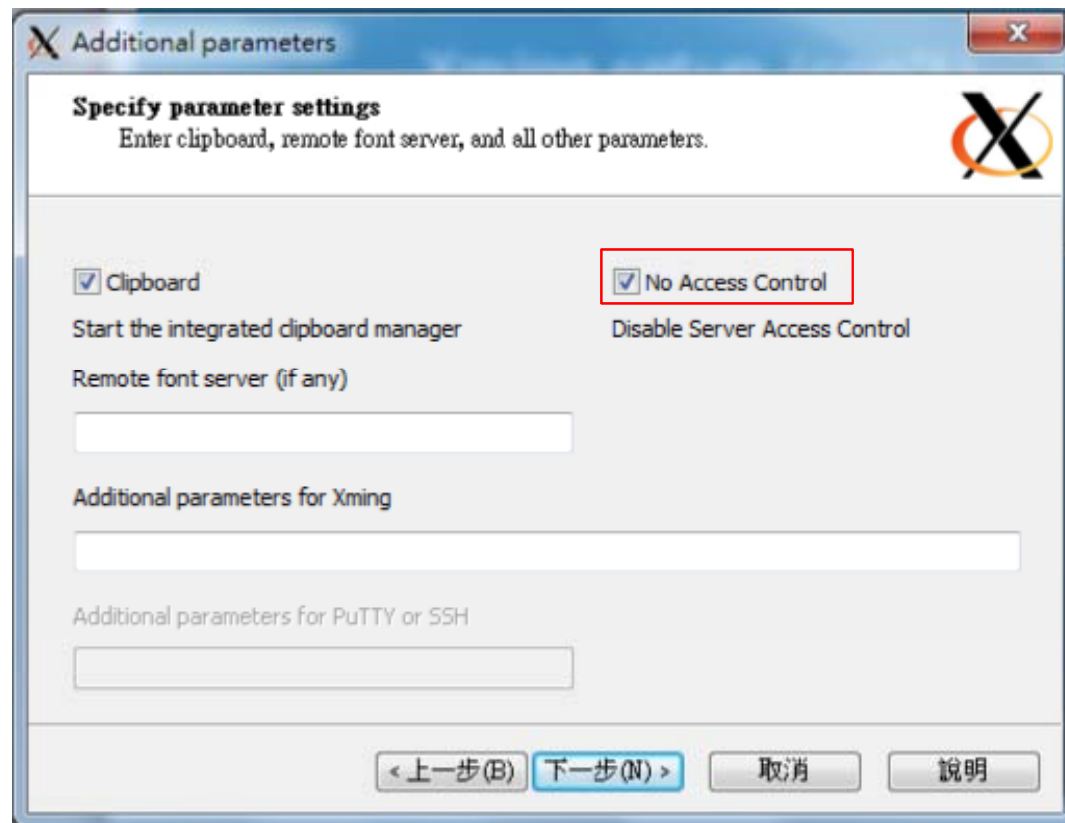 Additional parameters
Specify parameter settings
Enter clipboard, remote font server, and all other parameters.
Clipboard
No Access Control
Start the integrated clipboard manager
Disable Server Access Control
Remote font server (if any)
Additional parameters for Xming
Additional parameters for PuTTY or SSH
<上一步(B)
下一步(N) >
取消
說明